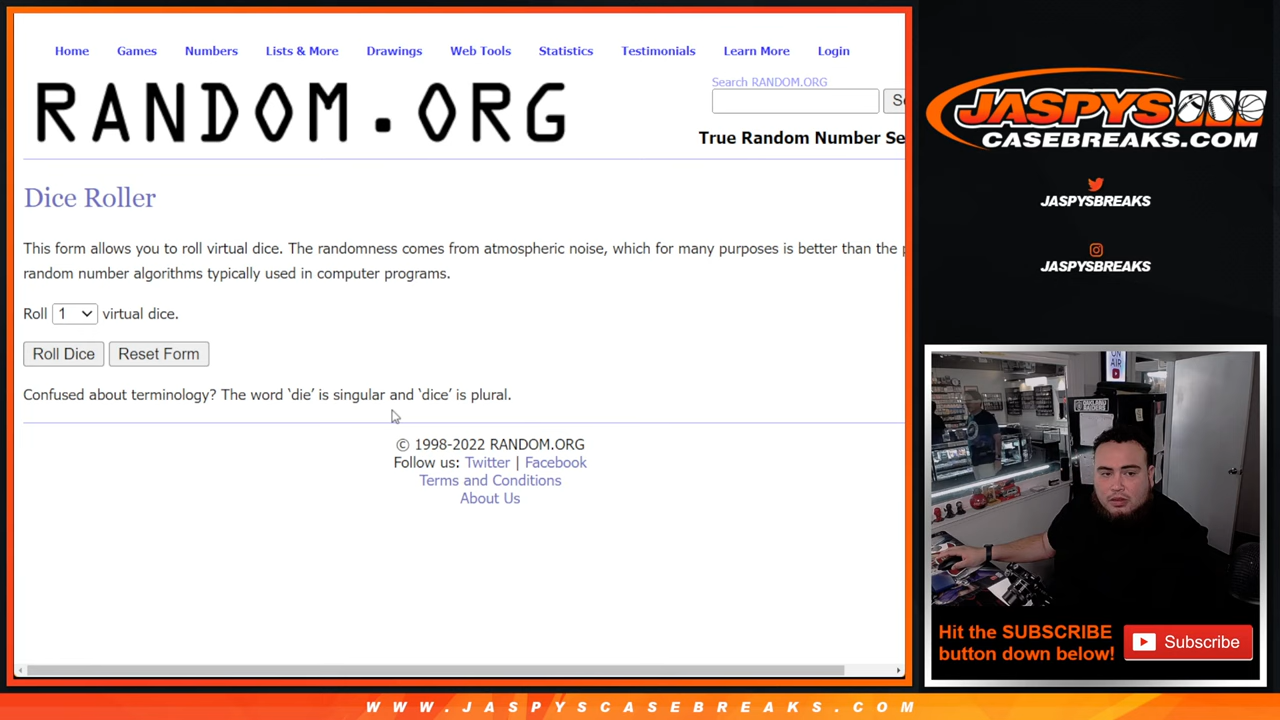 Home Games Numbers Lists & More Drawings Web Tools Statistics Testimonials Learn More Login
RANDOM.ORG
Search RANDOM.ORG
True Random Number Se
Dice Roller
This form allows you to roll virtual dice. The randomness comes from atmospheric noise, which for many purposes is better than the p
random number algorithms typically used in computer programs.
Roll 1 virtual dice.
Roll Dice Reset Form
Confused about terminology? The word ‘die’ is singular and ‘dice’ is plural.
© 1998-2022 RANDOM.ORG
Follow us: Twitter | Facebook
Terms and Conditions
About Us
JASPYS
CASEBREAKS.COM
JASPYSBREAKS
JASPYSBREAKS
ON
AIR
Hit the SUBSCRIBE
button down below!
Subscribe
WWW.JASPYSCASEBREAKS.COM